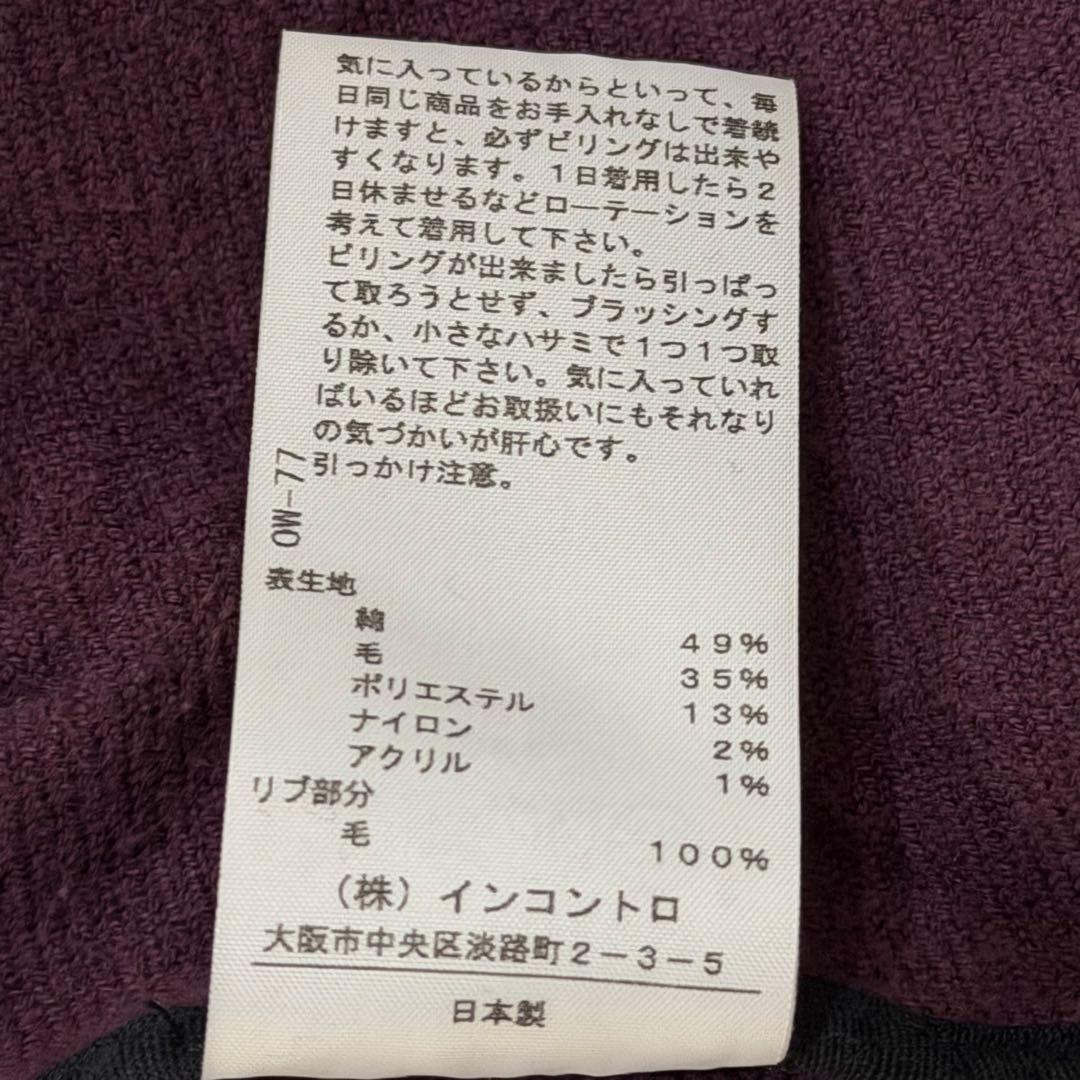 気に入っているからといって、毎
日同じ商品をお手入れなしで着続
けますと、必ずピリングは出来や
すくなります。1日着用したら2
日休ませるなどローテーションを
考えて着用して下さい。
ピリングが出来ましたら引っぱっ
て取ろうとせず、ブラッシングす
るか、小さなハサミで1つ1つ取
り除いて下さい。気に入っていれ
ばいるほどお取扱いにもそれなり
の気づかいが肝心です。
引っかけ注意。
OW-77
表生地
綿 49%
毛 35%
ポリエステル 13%
ナイロン 2%
アクリル 1%
リブ部分
毛 100%
（株）インコントロ
大阪市中央区淡路町2－3－5
日本製